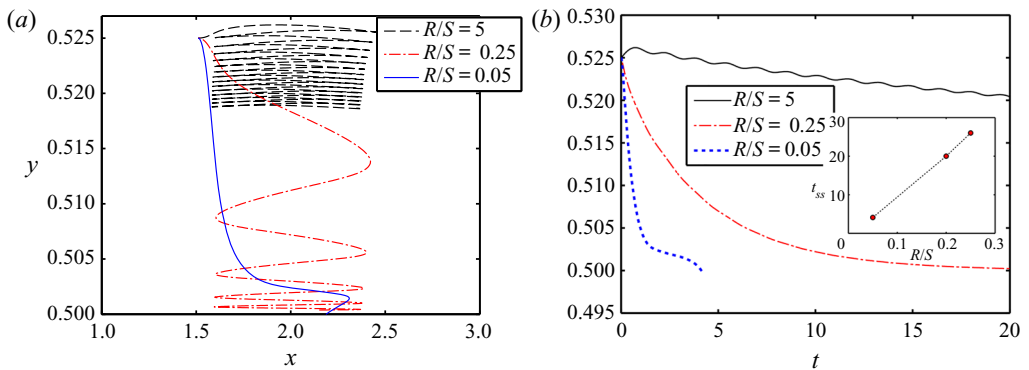 (a)
0.525
0.520
0.515
y
0.510
0.505
0.500
1.0 1.5 2.0 2.5 3.0
x
R/S = 5
R/S = 0.25
R/S = 0.05
(b)
0.530
0.525
0.520
0.515
0.510
0.505
0.500
0.495
0 5 10 15 20
t
R/S = 5
R/S = 0.25
R/S = 0.05
30
20
t_ss
10
0 0.1 0.2 0.3
R/S